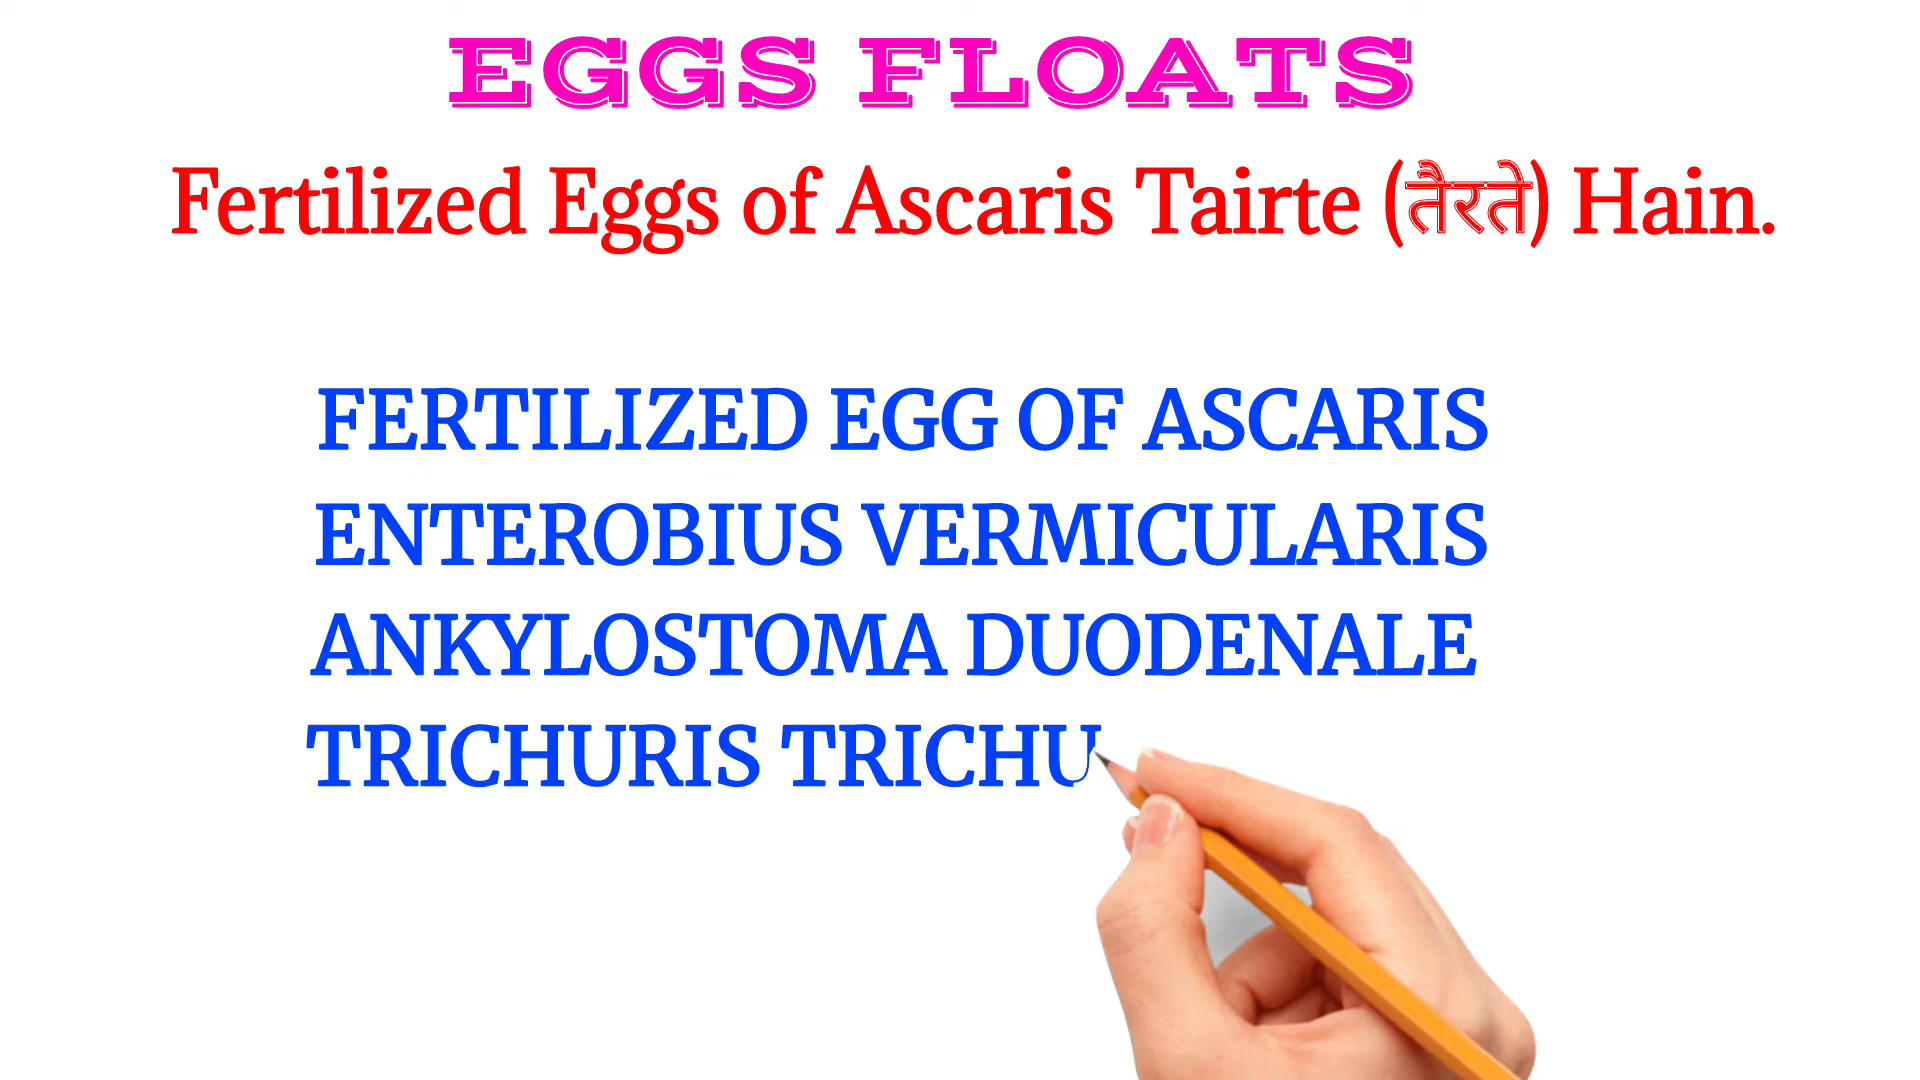 EGGS FLOATS
Fertilized Eggs of Ascaris Tairte (तैरते) Hain.
FERTILIZED EGG OF ASCARIS
ENTEROBIUS VERMICULARIS
ANKYLOSTOMA DUODENALE
TRICHURIS TRICHU